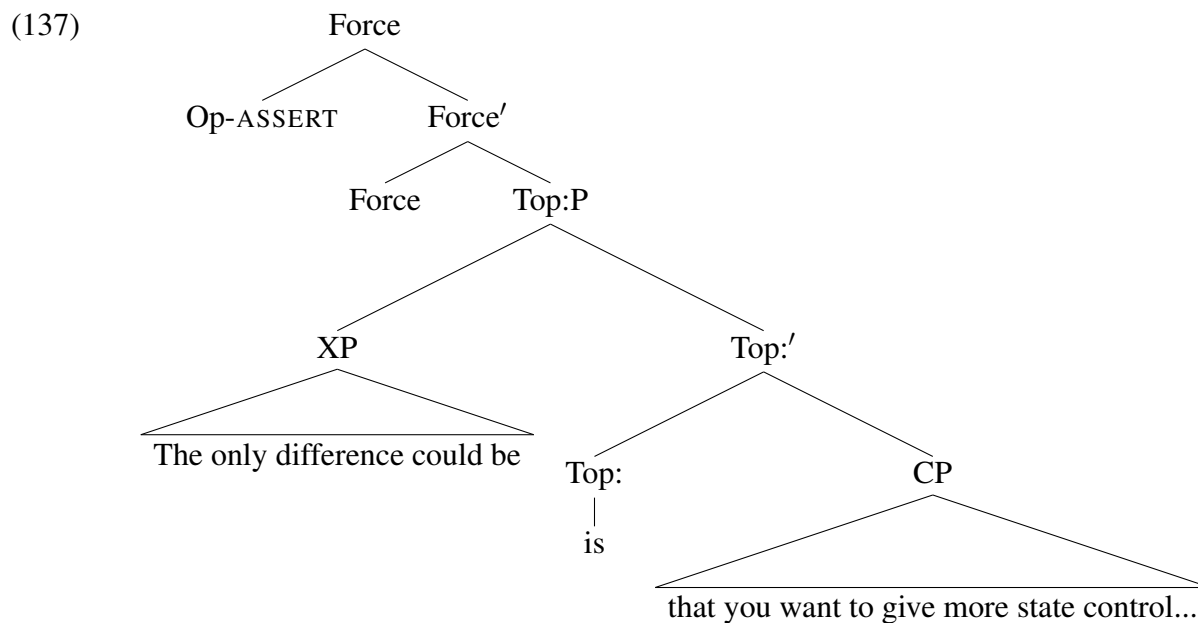 (137) Force
Op-ASSERT Force′
Force Top:P
XP Top:′
The only difference could be
Top: CP
is
that you want to give more state control...